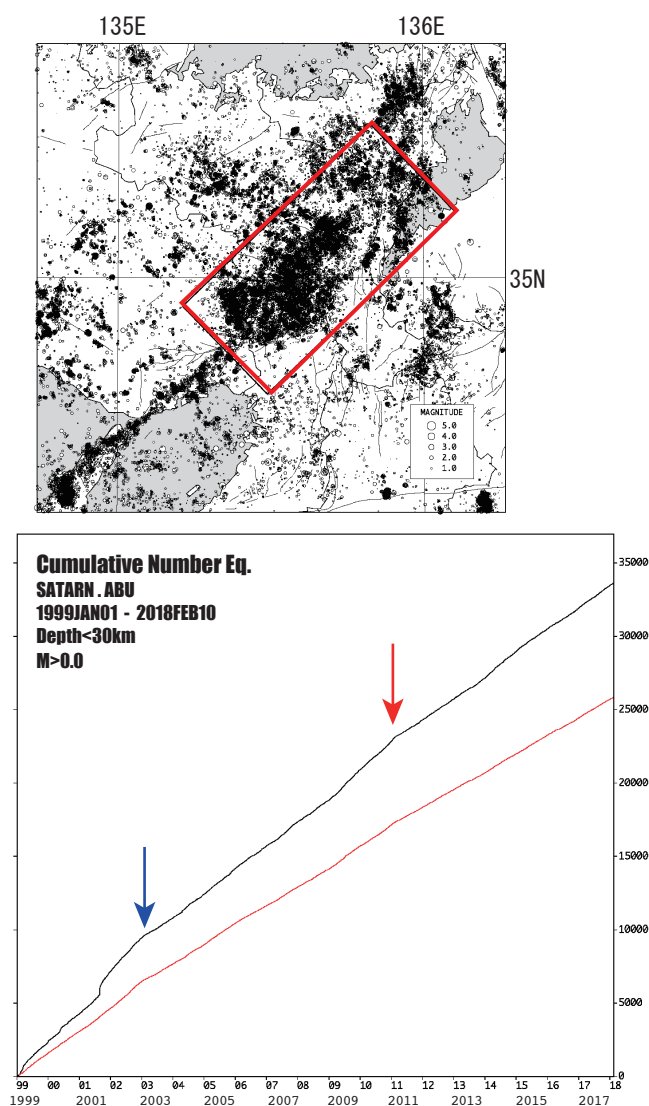 135E 136E
35N
MAGNITUDE
5.0
4.0
3.0
2.0
1.0
Cumulative Number Eq.
SATARN . ABU
1999JAN01 - 2018FEB10
Depth<30km
M>0.0
35000
30000
25000
20000
15000
10000
5000
0
99 00 01 02 03 04 05 06 07 08 09 10 11 12 13 14 15 16 17 18
1999 2001 2003 2005 2007 2009 2011 2013 2015 2017